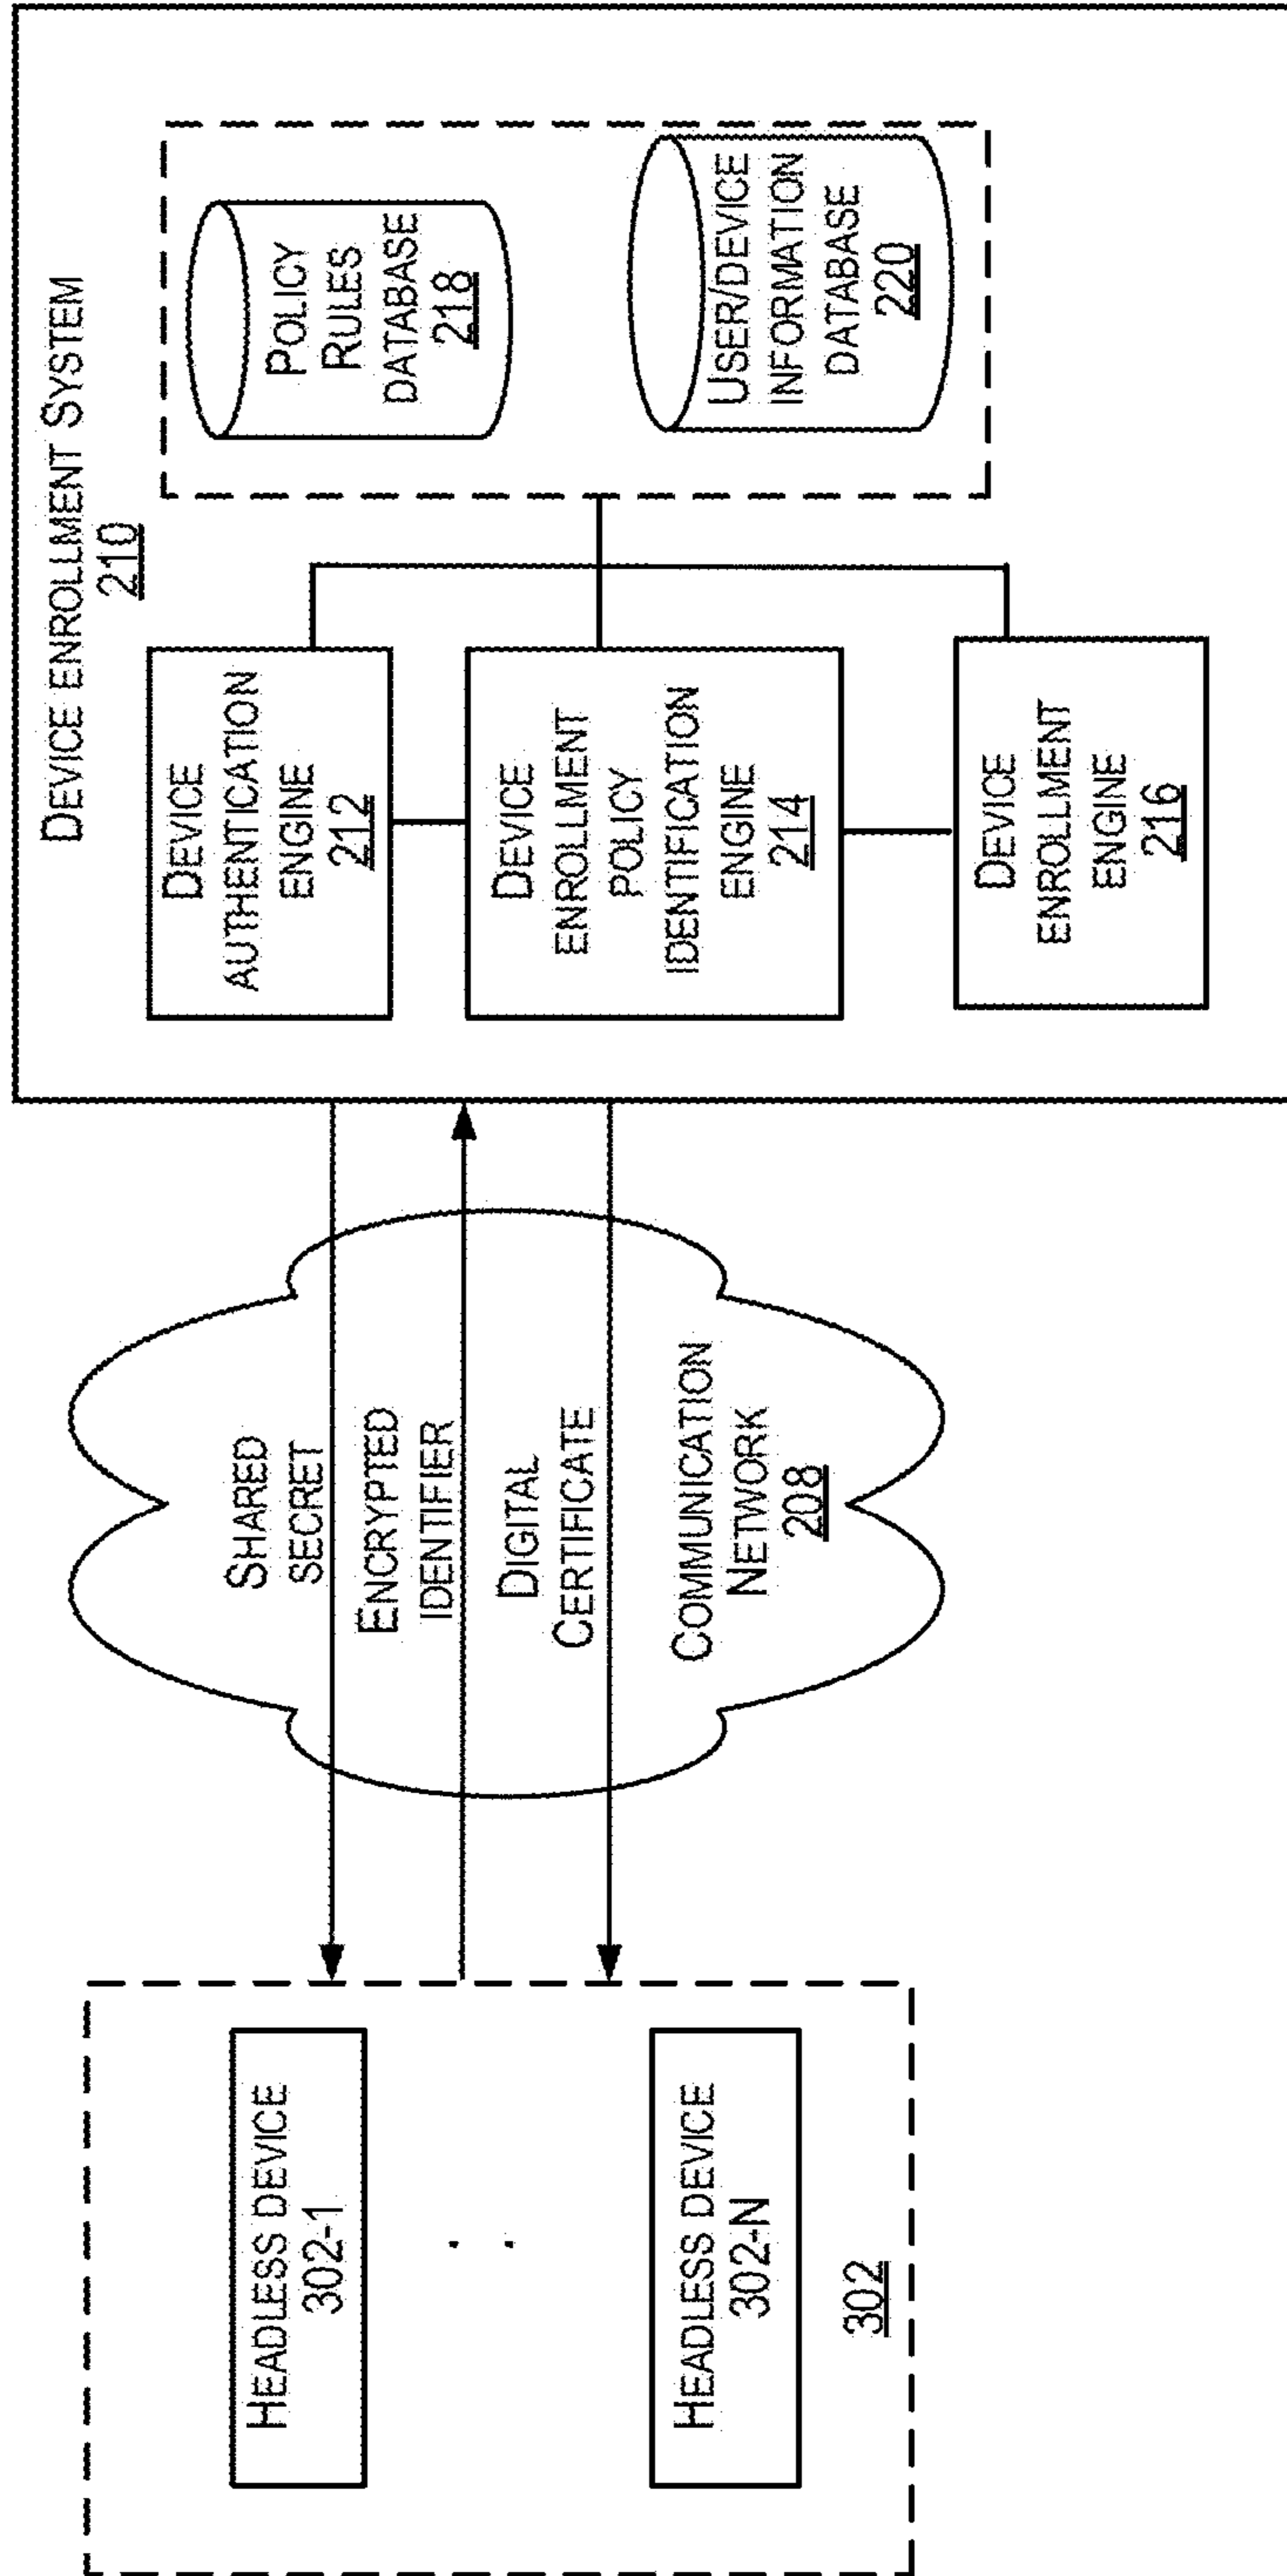 DEVICE ENROLLMENT SYSTEM
210
DEVICE
AUTHENTICATION
ENGINE
212
DEVICE
ENROLLMENT
POLICY
IDENTIFICATION
ENGINE
214
DEVICE
ENROLLMENT
ENGINE
216
POLICY
RULES
DATABASE
218
USER/DEVICE
INFORMATION
DATABASE
220
SHARED
SECRET
ENCRYPTED
IDENTIFIER
DIGITAL
CERTIFICATE
COMMUNICATION
NETWORK
208
HEADLESS DEVICE
302-1
HEADLESS DEVICE
302-N
302